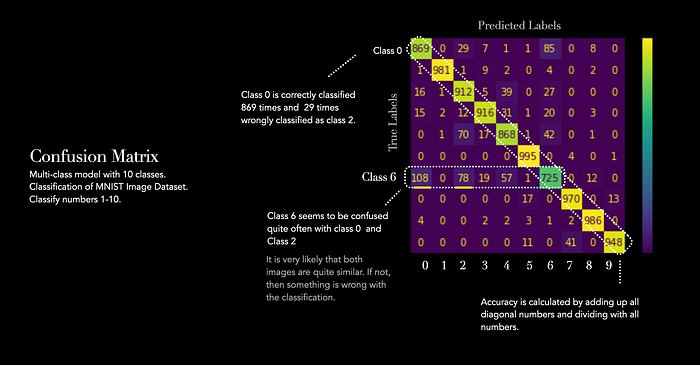 Predicted Labels
Class 0
869 0 29 7 1 1 85 0 8 0
1 981 1 9 2 0 4 0 2 0
16 1 912 5 39 0 27 0 0 0
15 2 12 916 31 1 20 0 3 0
0 1 70 17 868 1 42 0 1 0
0 0 0 0 0 995 0 4 0 1
Class 6
108 0 78 19 57 1 725 0 12 0
0 0 0 0 0 17 0 970 0 13
4 0 0 2 2 3 1 2 986 0
0 0 0 0 0 11 0 41 0 948
0 1 2 3 4 5 6 7 8 9
True Labels
Class 0 is correctly classified
869 times and 29 times
wrongly classified as class 2.
Confusion Matrix
Multi-class model with 10 classes.
Classification of MNIST Image Dataset.
Classify numbers 1-10.
Class 6 seems to be confused
quite often with class 0 and
Class 2
It is very likely that both
images are quite similar. If not,
then something is wrong with
the classification.
Accuracy is calculated by adding up all
diagonal numbers and dividing with all
numbers.